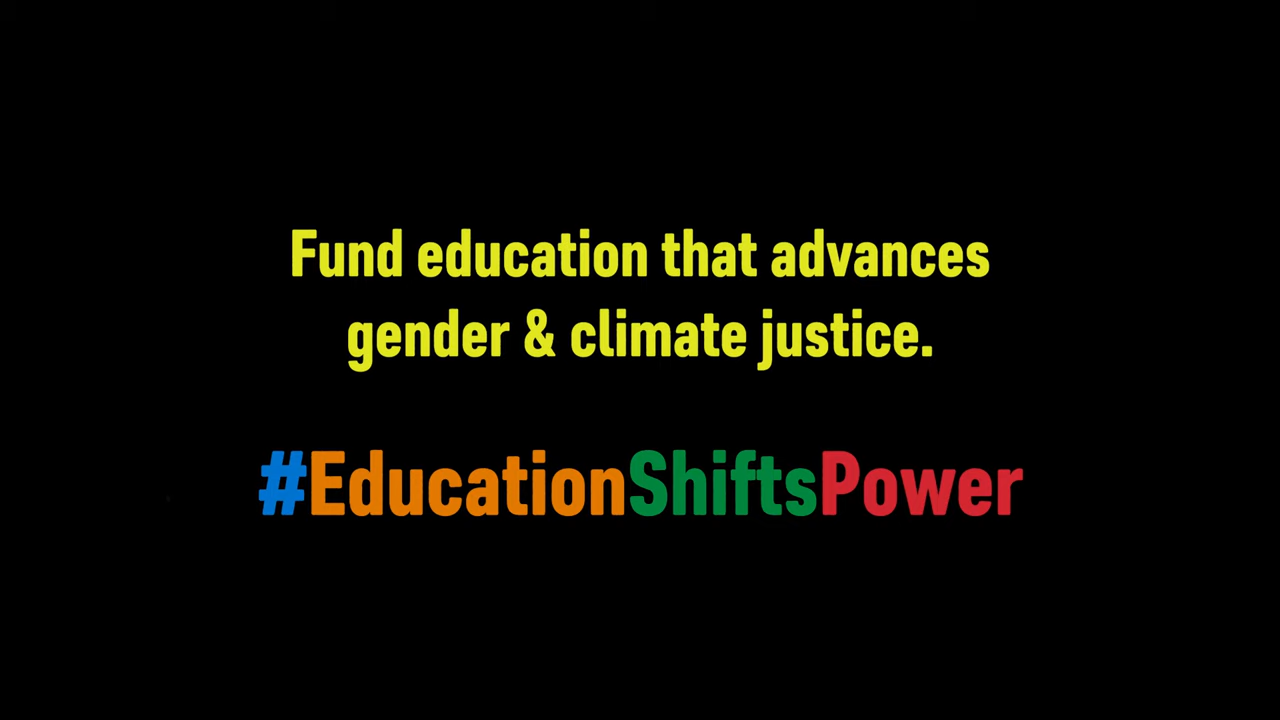 Fund education that advances
gender & climate justice.
#EducationShiftsPower